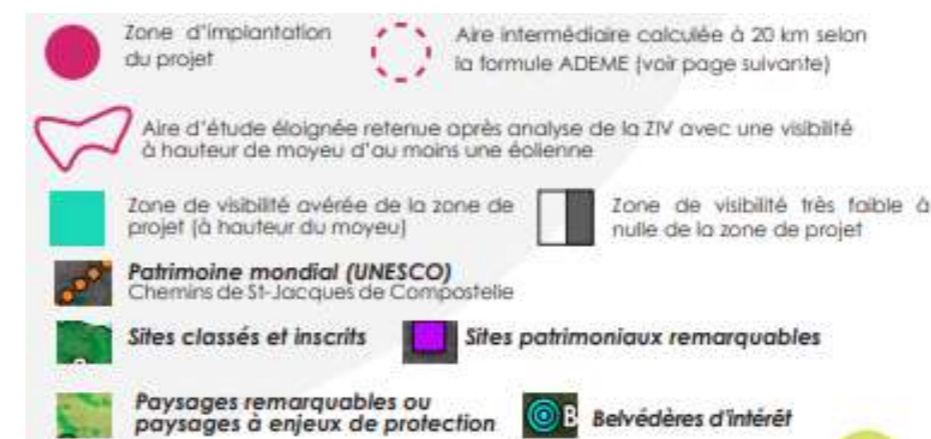 Zone d'implantation
du projet
Aire intermédiaire calculée à 20 km selon
la formule ADEME (voir page suivante)
Aire d'étude éloignée retenue après analyse de la ZIV avec une visibilité
à hauteur de moyeu d'au moins une éolienne
Zone de visibilité avérée de la zone de
projet (à hauteur du moyeu)
Zone de visibilité très faible à
nulle de la zone de projet
Patrimoine mondial (UNESCO)
Chemins de St-Jacques de Compostelle
Sites classés et inscrits
Sites patrimoniaux remarquables
Paysages remarquables ou
paysages à enjeux de protection
B
Belvédères d'intérêt